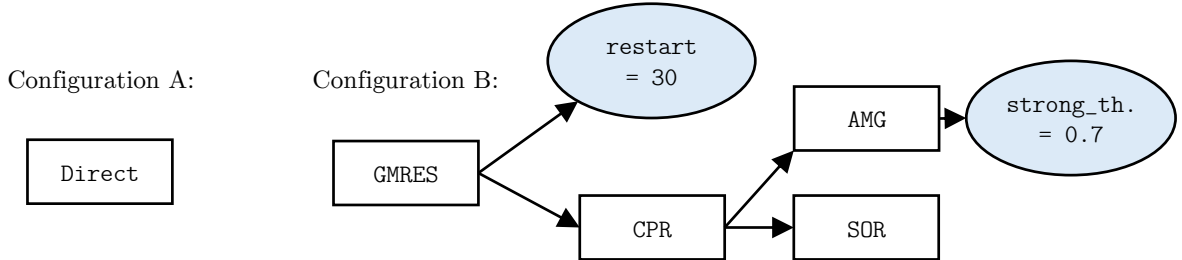 Configuration A:
Direct
Configuration B:
GMRES
restart
= 30
CPR
AMG
SOR
strong_th.
= 0.7